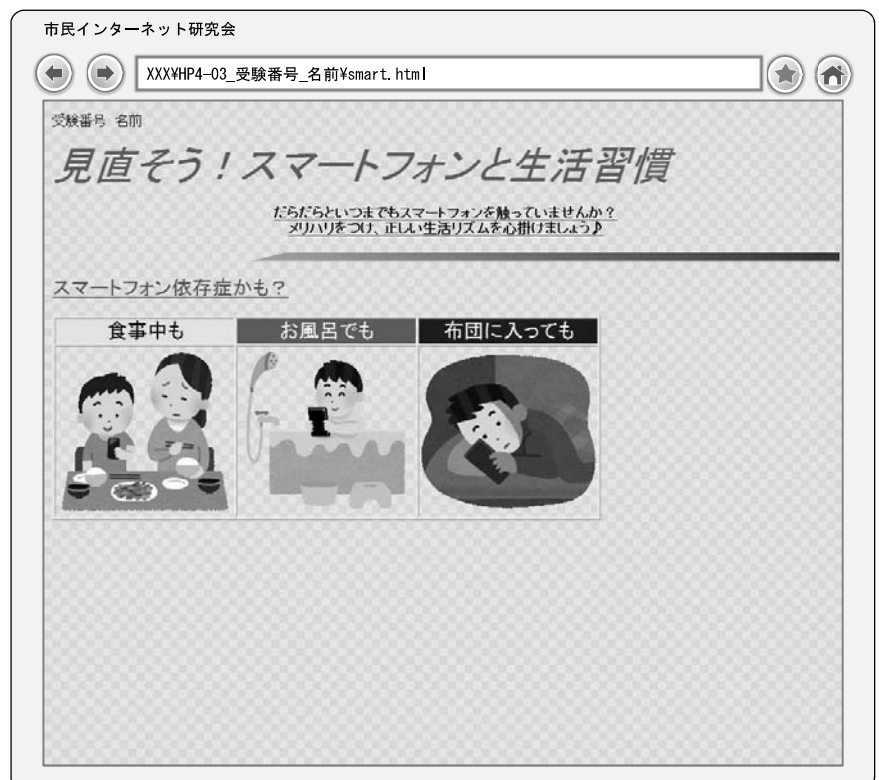 市民インターネット研究会
XXX¥HP4-03_受験番号_名前¥smart.html
受験番号 名前
見直そう！スマートフォンと生活習慣
だらだらといつまでもスマートフォンを触っていませんか？
メリハリをつけ、正しい生活リズムを心掛けましょう♪
スマートフォン依存症かも？
食事中も お風呂でも 布団に入っても